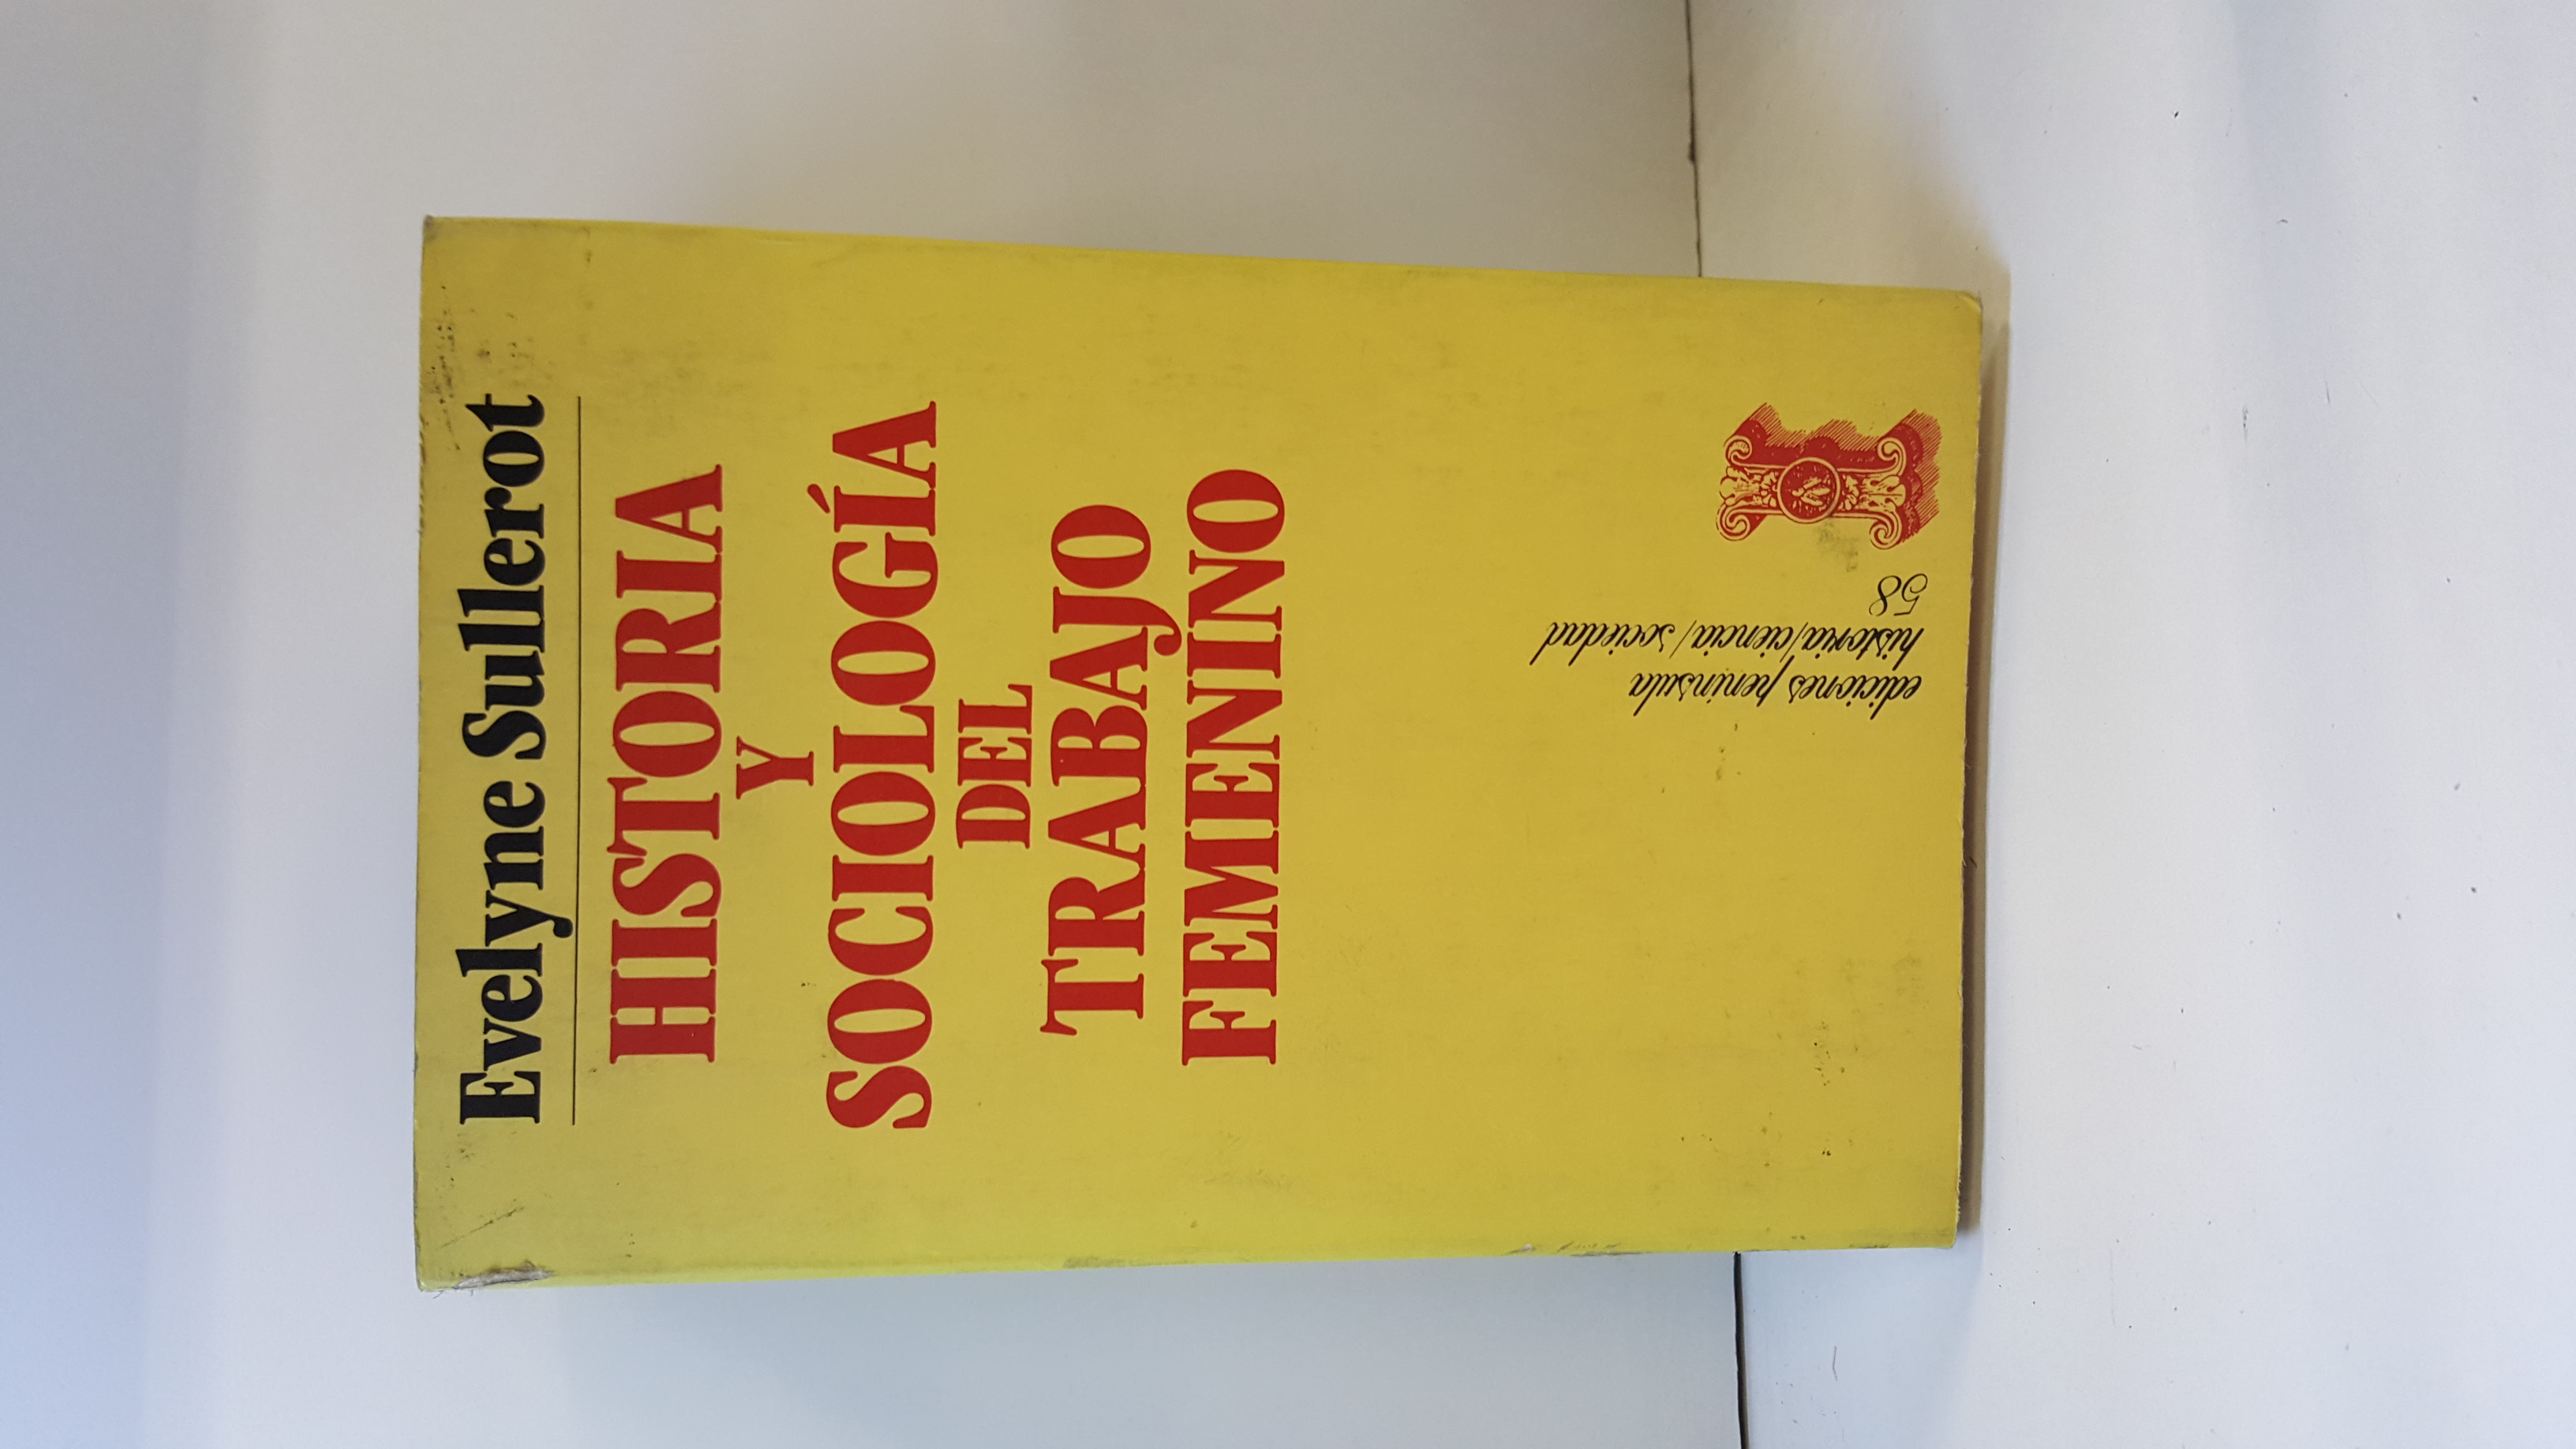 Evelyne Sullerot
HISTORIA
Y
SOCIOLOGÍA
DEL
TRABAJO
FEMENINO
ediciones península
historia/ciencia/sociedad
58